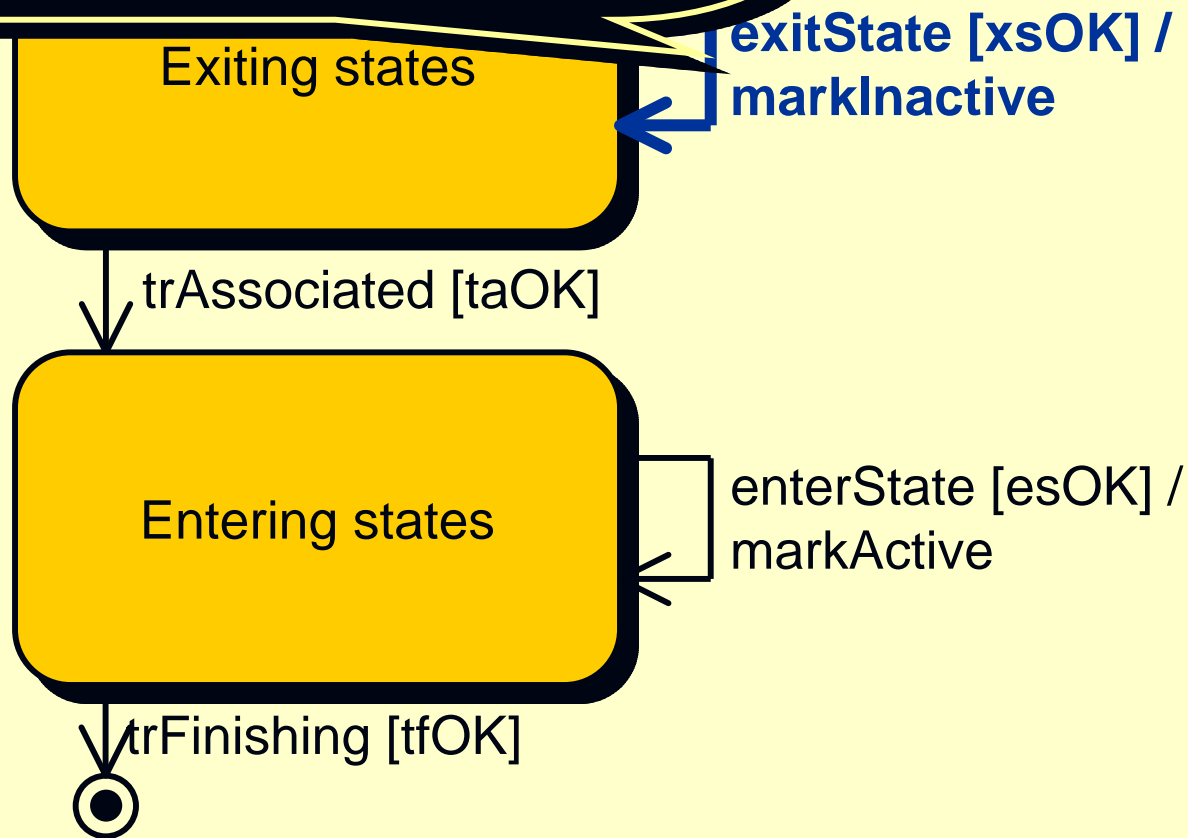 exitState [xsOK] /
markInactive
Exiting states
trAssociated [taOK]
Entering states
enterState [esOK] /
markActive
trFinishing [tfOK]